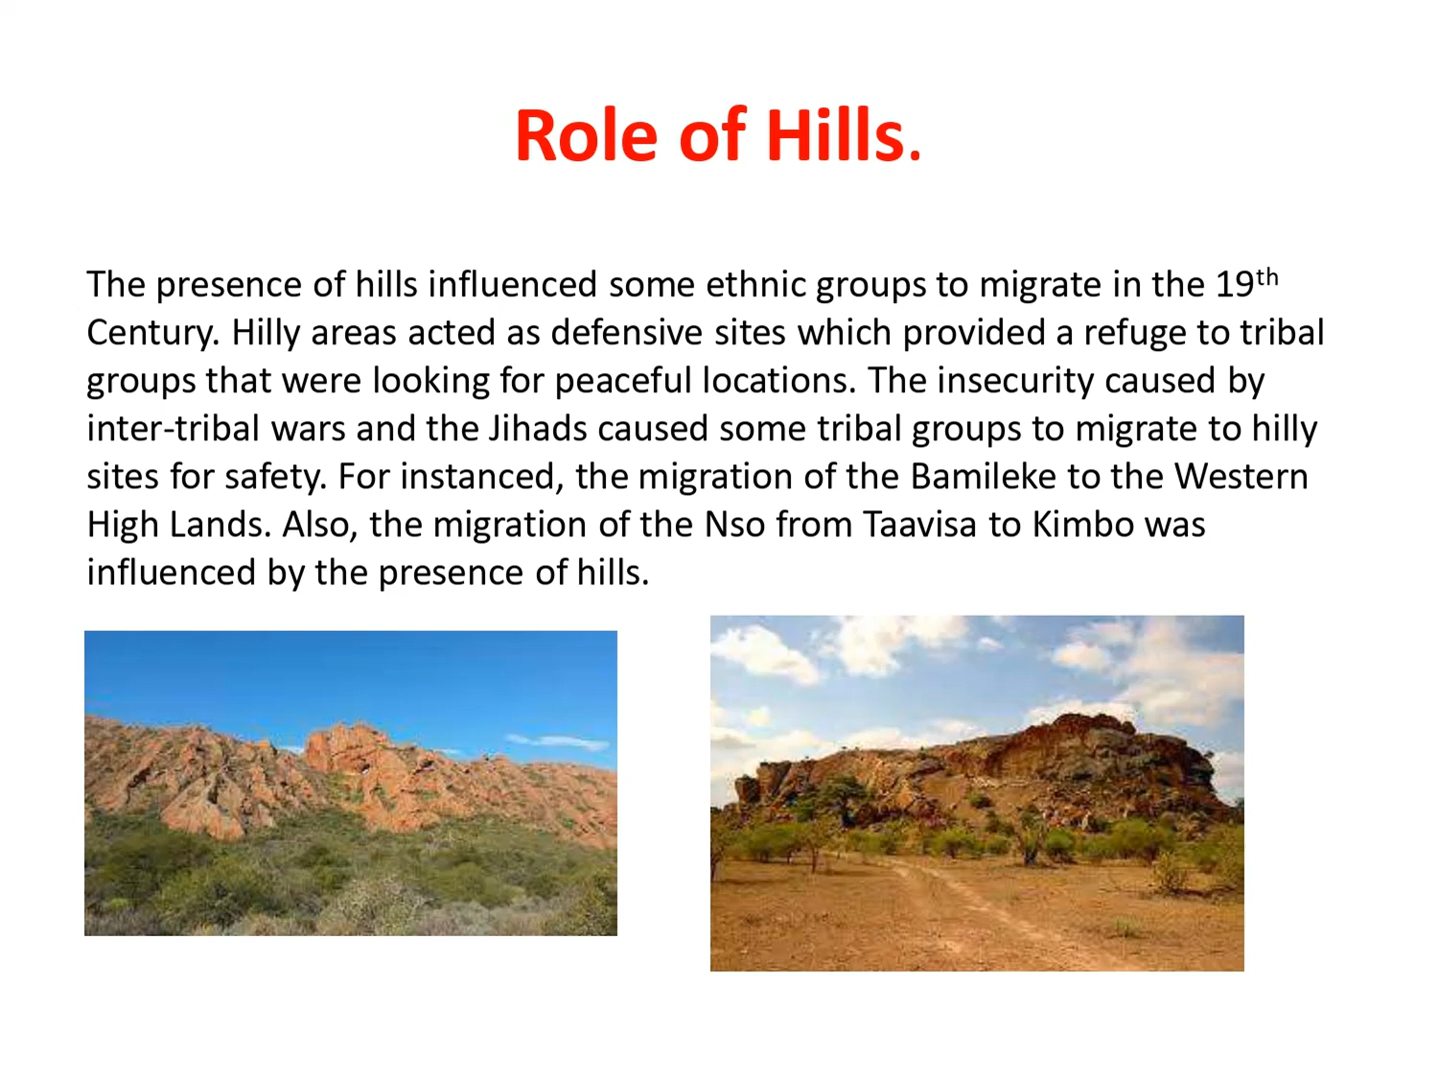 Role of Hills.
The presence of hills influenced some ethnic groups to migrate in the 19th
Century. Hilly areas acted as defensive sites which provided a refuge to tribal
groups that were looking for peaceful locations. The insecurity caused by
inter-tribal wars and the Jihads caused some tribal groups to migrate to hilly
sites for safety. For instanced, the migration of the Bamileke to the Western
High Lands. Also, the migration of the Nso from Taavisa to Kimbo was
influenced by the presence of hills.